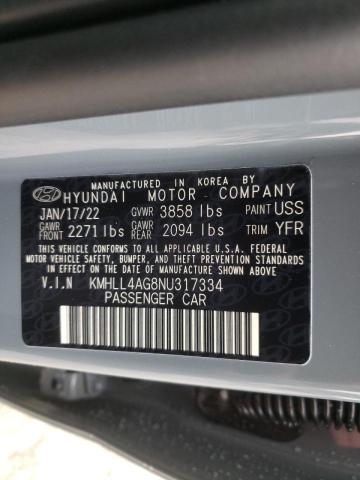 MANUFACTURED IN KOREA BY
HYUNDAI MOTOR COMPANY
JAN/17/22 GVWR 3858 lbs PAINT USS
GAWR FRONT 2271 lbs GAWR REAR 2094 lbs TRIM YFR
THIS VEHICLE CONFORMS TO ALL APPLICABLE U.S.A. FEDERAL
MOTOR VEHICLE SAFETY, BUMPER, AND THEFT PREVENTION STANDARDS
IN EFFECT ON THE DATE OF MANUFACTURE SHOWN ABOVE.
V.I.N KMHLL4AG8NU317334
PASSENGER CAR